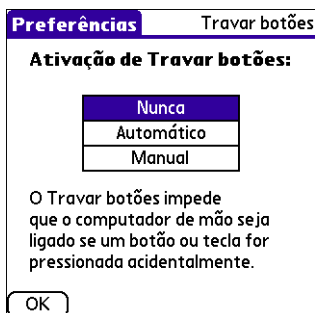 Preferências Travar botões
Ativação de Travar botões:
Nunca
Automático
Manual
O Travar botões impede
que o computador de mão seja
ligado se um botão ou tecla for
pressionada acidentalmente.
OK